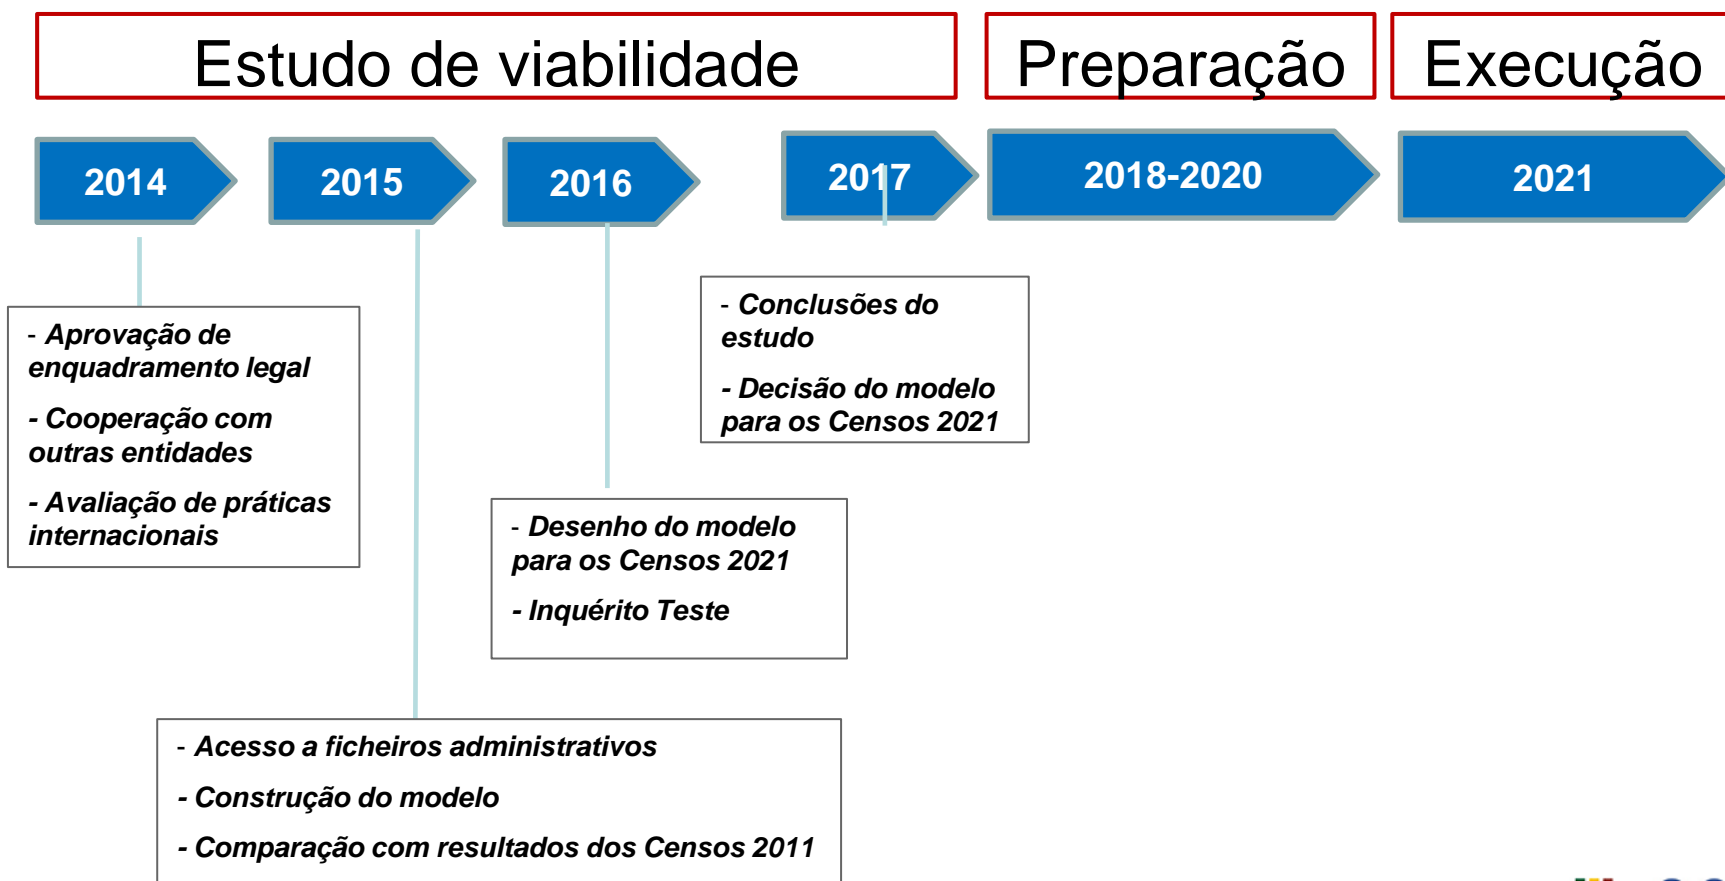 Estudo de viabilidade
Preparação
Execução
2014
2015
2016
2017
2018-2020
2021
- Aprovação de
enquadramento legal
- Cooperação com
outras entidades
- Avaliação de práticas
internacionais
- Conclusões do
estudo
- Decisão do modelo
para os Censos 2021
- Desenho do modelo
para os Censos 2021
- Inquérito Teste
- Acesso a ficheiros administrativos
- Construção do modelo
- Comparação com resultados dos Censos 2011